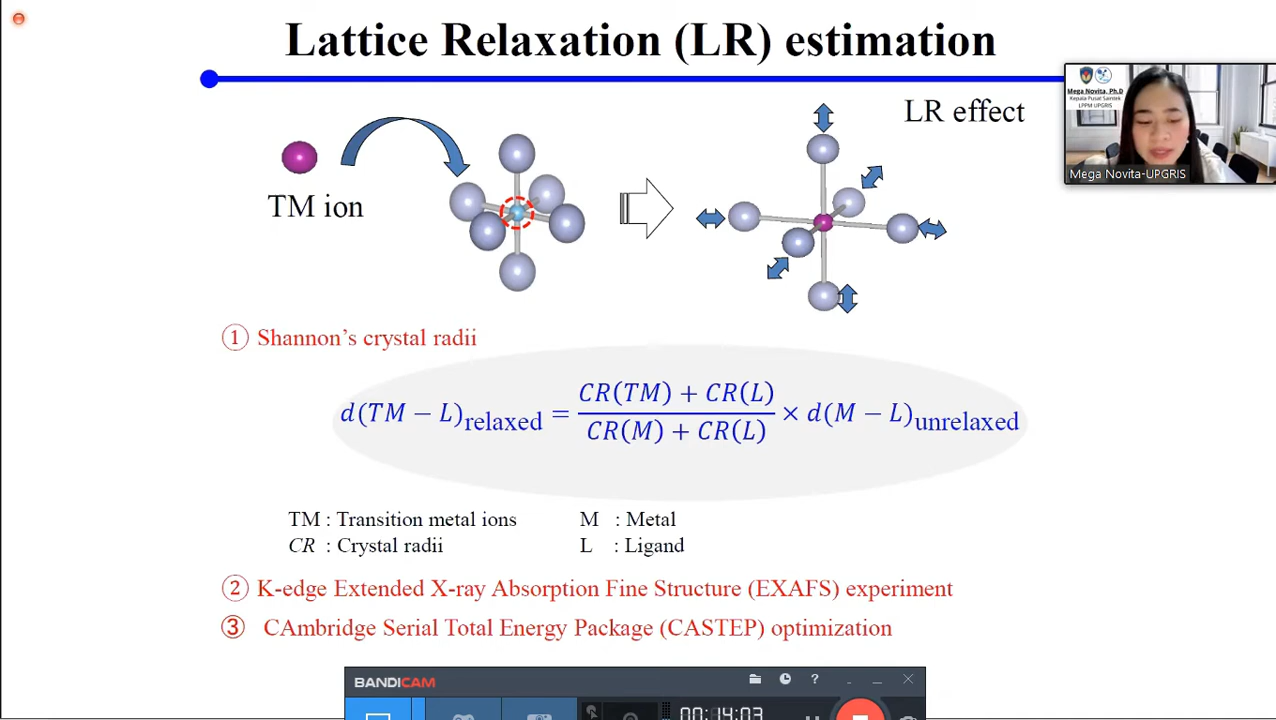 Lattice Relaxation (LR) estimation
LR effect
TM ion
Mega Novita, Ph.D
Kepala Pusat Saintek
LPPM UPGRIS
Mega Novita-UPGRIS
① Shannon's crystal radii
d(TM − L)relaxed = CR(TM) + CR(L) / CR(M) + CR(L) × d(M − L)unrelaxed
TM : Transition metal ions M : Metal
CR : Crystal radii L : Ligand
② K-edge Extended X-ray Absorption Fine Structure (EXAFS) experiment
③ CAmbridge Serial Total Energy Package (CASTEP) optimization
BANDICAM
00:14:03